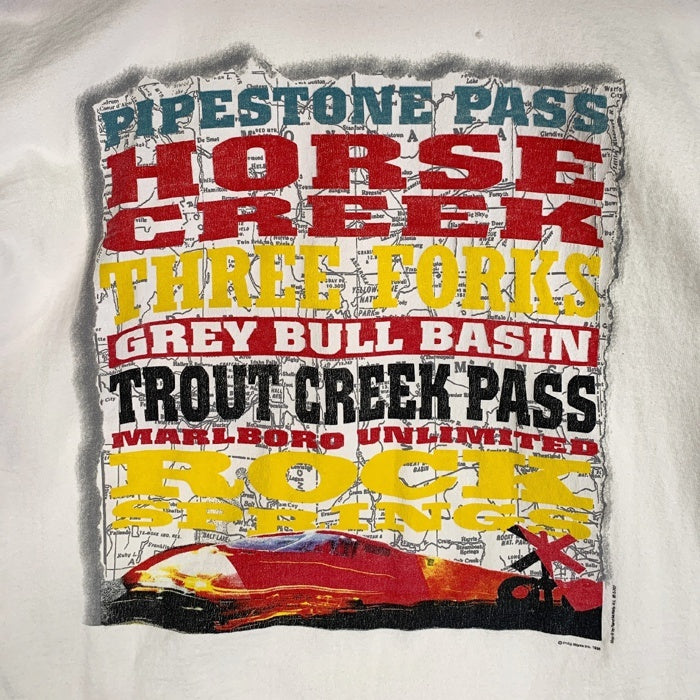 PIPESTONE PASS
HORSE
CREEK
THREE FORKS
GREY BULL BASIN
TROUT CREEK PASS
MARLBORO UNLIMITED
ROCK
SPRINGS